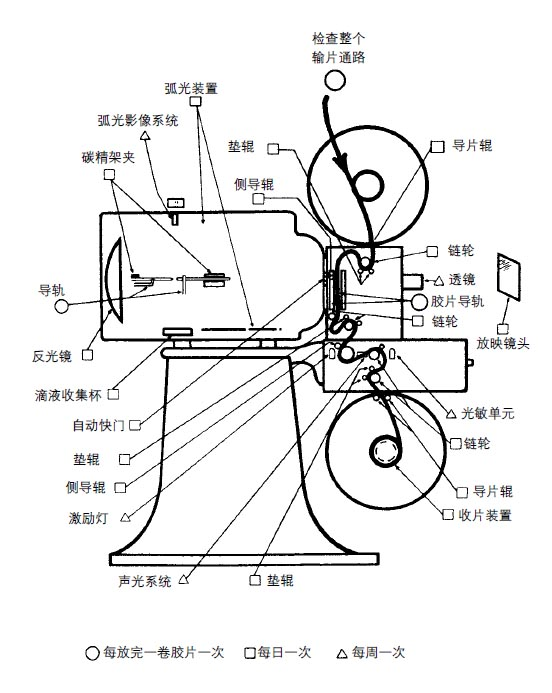 检查整个
输片通路
弧光装置
弧光影像系统
垫辊
导片辊
碳精架夹
侧导辊
链轮
透镜
导轨
胶片导轨
链轮
放映镜头
反光镜
滴液收集杯
光敏单元
自动快门
链轮
垫辊
侧导辊
导片辊
激励灯
收片装置
声光系统
垫辊
每放完一卷胶片一次 每日一次 每周一次